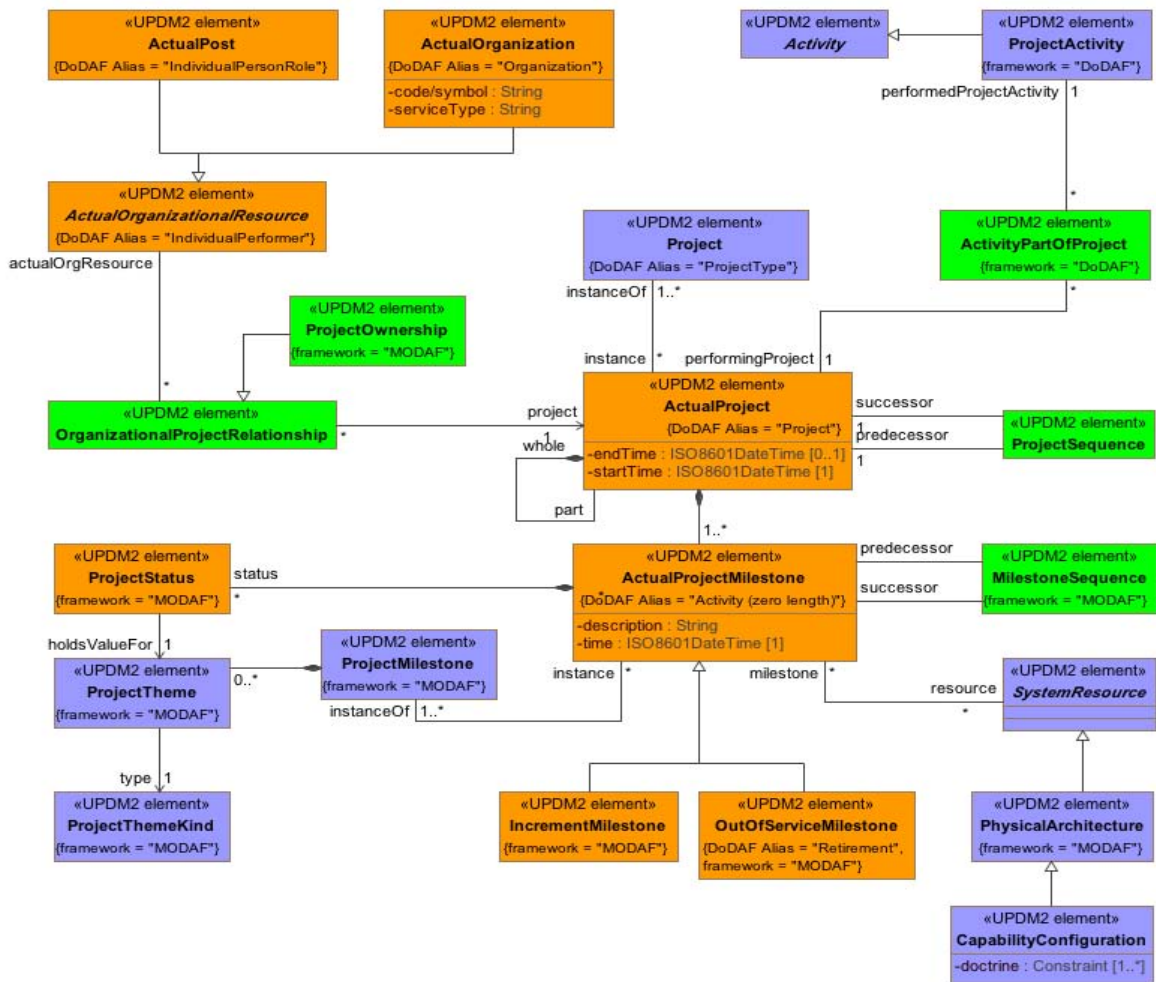 «UPDM2 element»
ActualPost
{DoDAF Alias = "IndividualPersonRole"}
«UPDM2 element»
ActualOrganization
{DoDAF Alias = "Organization"}
-code/symbol : String
-serviceType : String
«UPDM2 element»
Activity
«UPDM2 element»
ProjectActivity
{framework = "DoDAF"}
performedProjectActivity
1
*
«UPDM2 element»
ActualOrganizationalResource
{DoDAF Alias = "IndividualPerformer"}
actualOrgResource
*
«UPDM2 element»
Project
{DoDAF Alias = "ProjectType"}
instanceOf
1..*
«UPDM2 element»
ActivityPartOfProject
{framework = "DoDAF"}
*
«UPDM2 element»
ProjectOwnership
{framework = "MODAF"}
instance
*
performingProject
1
*
«UPDM2 element»
OrganizationalProjectRelationship
*
project
1
«UPDM2 element»
ActualProject
{DoDAF Alias = "Project"}
-endTime : ISO8601DateTime [0..1]
-startTime : ISO8601DateTime [1]
successor
1
predecessor
1
«UPDM2 element»
ProjectSequence
whole
part
1..*
«UPDM2 element»
ProjectStatus
{framework = "MODAF"}
status
*
«UPDM2 element»
ActualProjectMilestone
{DoDAF Alias = "Activity (zero length)"}
*
-description : String
-time : ISO8601DateTime [1]
predecessor
successor
«UPDM2 element»
MilestoneSequence
{framework = "MODAF"}
holdsValueFor
1
«UPDM2 element»
ProjectTheme
{framework = "MODAF"}
0..*
«UPDM2 element»
ProjectMilestone
{framework = "MODAF"}
instanceOf
1..*
instance
*
milestone
*
resource
*
«UPDM2 element»
SystemResource
type
1
«UPDM2 element»
ProjectThemeKind
{framework = "MODAF"}
«UPDM2 element»
IncrementMilestone
{framework = "MODAF"}
«UPDM2 element»
OutOfServiceMilestone
{DoDAF Alias = "Retirement",
framework = "MODAF"}
«UPDM2 element»
PhysicalArchitecture
{framework = "MODAF"}
«UPDM2 element»
CapabilityConfiguration
-doctrine : Constraint [1..*]